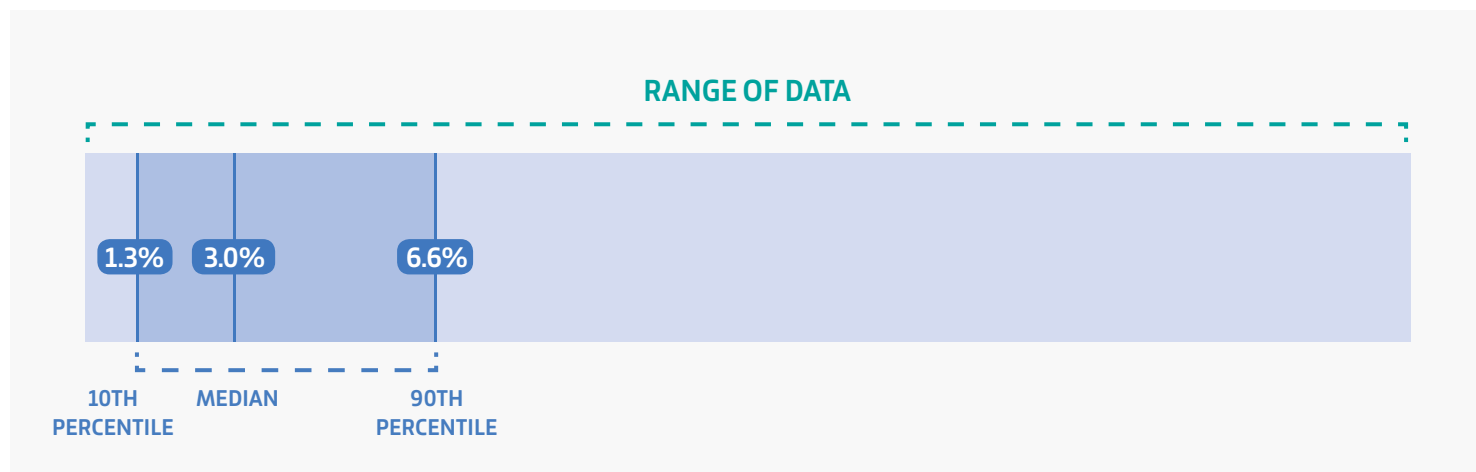 RANGE OF DATA
1.3%
3.0%
6.6%
10TH
PERCENTILE
MEDIAN
90TH
PERCENTILE